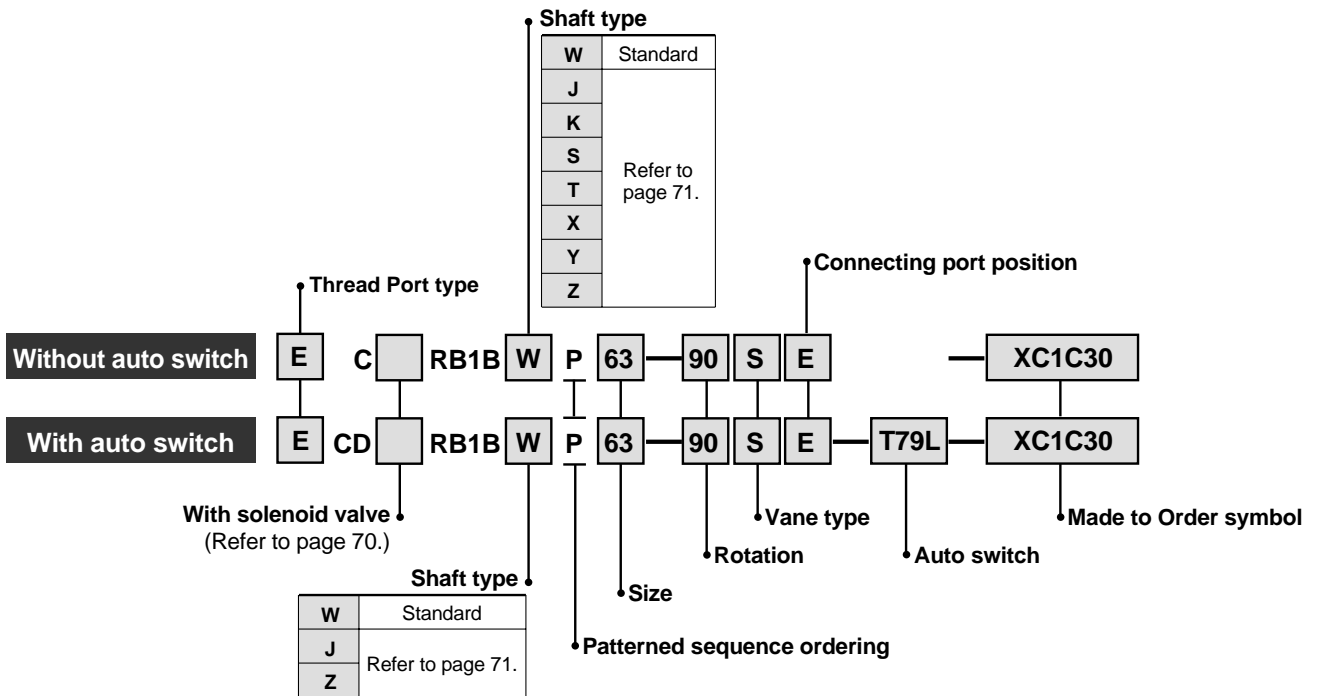 Shaft type
W Standard
J
K
S
T
X
Y
Z
Refer to
page 71.
Connecting port position
Thread Port type
Without auto switch E C RB1B W P 63 — 90 S E — XC1C30
With auto switch E CD RB1B W P 63 — 90 S E — T79L — XC1C30
With solenoid valve
(Refer to page 70.)
Vane type
Made to Order symbol
Rotation
Auto switch
Shaft type
Size
W Standard
J
Z
Refer to page 71.
Patterned sequence ordering